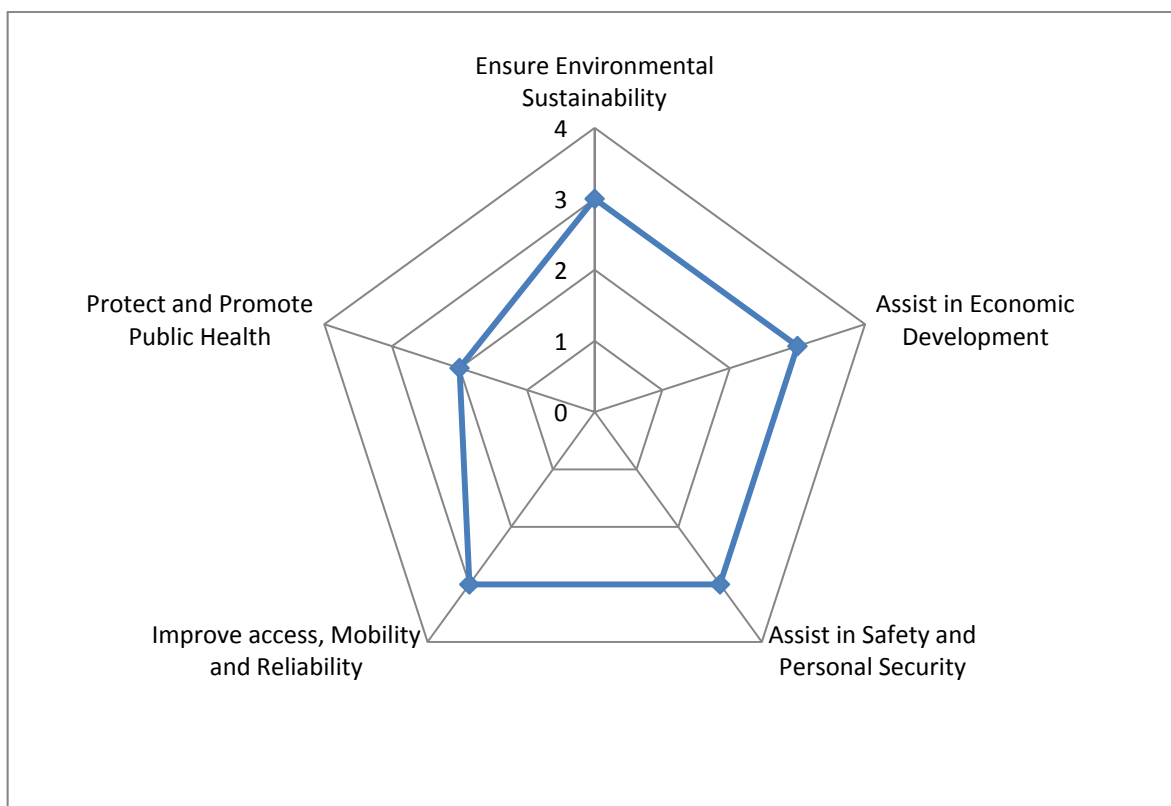 Ensure Environmental
Sustainability
4
3
2
1
0
Assist in Economic
Development
Assist in Safety and
Personal Security
Improve access, Mobility
and Reliability
Protect and Promote
Public Health